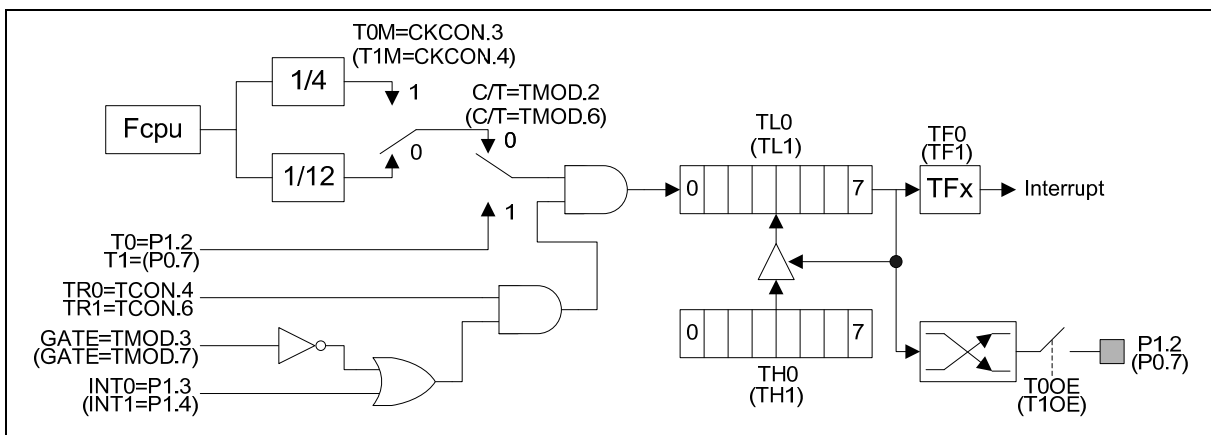 T0M=CKCON.3
(T1M=CKCON.4)
1/4
1
C/T=TMOD.2
(C/T=TMOD.6)
Fcpu
0
0
1/12
1
TL0
(TL1)
0 7
TF0
(TF1)
TFx
Interrupt
T0=P1.2
T1=(P0.7)
TR0=TCON.4
TR1=TCON.6
GATE=TMOD.3
(GATE=TMOD.7)
INT0=P1.3
(INT1=P1.4)
0 7
TH0
(TH1)
P1.2
(P0.7)
T0OE
(T1OE)